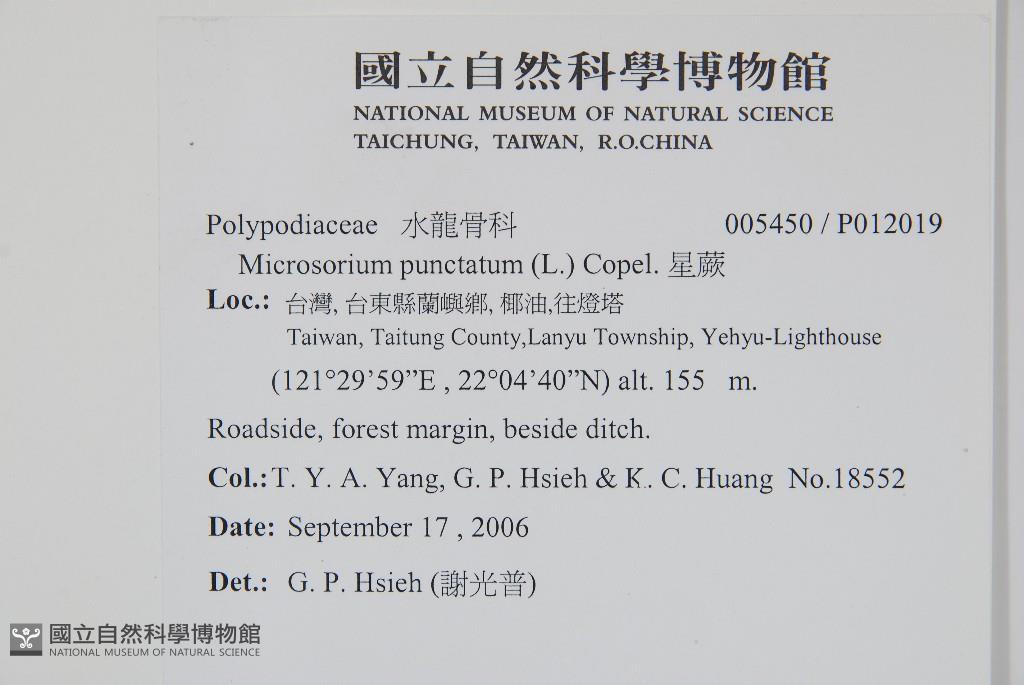 國立自然科學博物館
NATIONAL MUSEUM OF NATURAL SCIENCE
TAICHUNG, TAIWAN, R.O.CHINA
Polypodiaceae 水龍骨科 005450 / P012019
Microsorium punctatum (L.) Copel. 星蕨
Loc.: 台灣, 台東縣蘭嶼鄉, 椰油,往燈塔
Taiwan, Taitung County,Lanyu Township, Yehyu-Lighthouse
(121°29’59”E , 22°04’40”N) alt. 155 m.
Roadside, forest margin, beside ditch.
Col.: T. Y. A. Yang, G. P. Hsieh & K. C. Huang No.18552
Date: September 17 , 2006
Det.: G. P. Hsieh (謝光普)
國立自然科學博物館
NATIONAL MUSEUM OF NATURAL SCIENCE